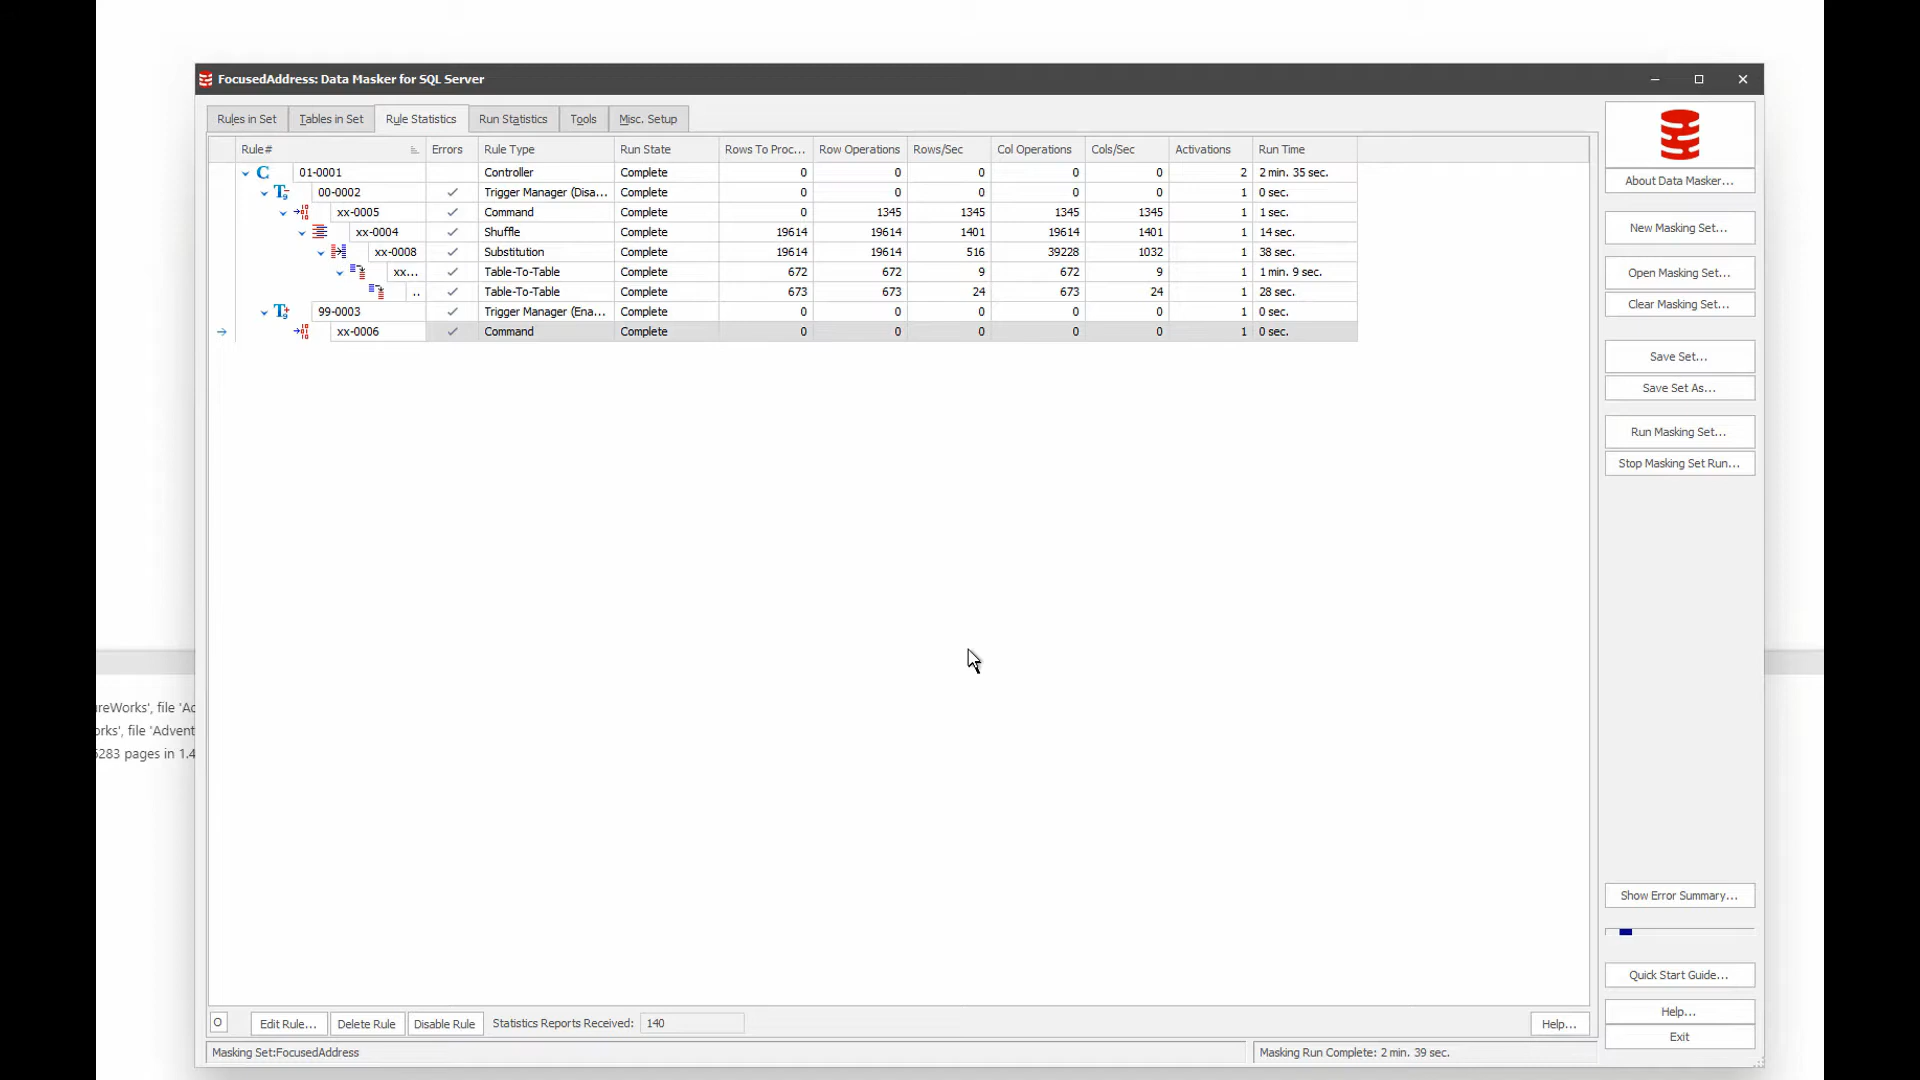 FocusedAddress: Data Masker for SQL Server
Rules in Set Tables in Set Rule Statistics Run Statistics Tools Misc. Setup
Rule# Errors Rule Type Run State Rows To Proc... Row Operations Rows/Sec Col Operations Cols/Sec Activations Run Time
C 01-0001 Controller Complete 0 0 0 0 0 2 2 min. 35 sec.
00-0002 Trigger Manager (Disa... Complete 0 0 0 0 0 1 0 sec.
xx-0005 Command Complete 0 1345 1345 1345 1345 1 1 sec.
xx-0004 Shuffle Complete 19614 19614 1401 19614 1401 1 14 sec.
xx-0008 Substitution Complete 19614 19614 516 39228 1032 1 38 sec.
xx... Table-To-Table Complete 672 672 9 672 9 1 1 min. 9 sec.
.. Table-To-Table Complete 673 673 24 673 24 1 28 sec.
99-0003 Trigger Manager (Ena... Complete 0 0 0 0 0 1 0 sec.
xx-0006 Command Complete 0 0 0 0 0 1 0 sec.
About Data Masker...
New Masking Set...
Open Masking Set...
Clear Masking Set...
Save Set...
Save Set As...
Run Masking Set...
Stop Masking Set Run...
Show Error Summary...
Quick Start Guide...
Help...
Exit
reWorks', file 'Ad
orks', file 'Advent
6283 pages in 1.4
O Edit Rule... Delete Rule Disable Rule Statistics Reports Received: 140 Help...
Masking Set:FocusedAddress Masking Run Complete: 2 min. 39 sec.